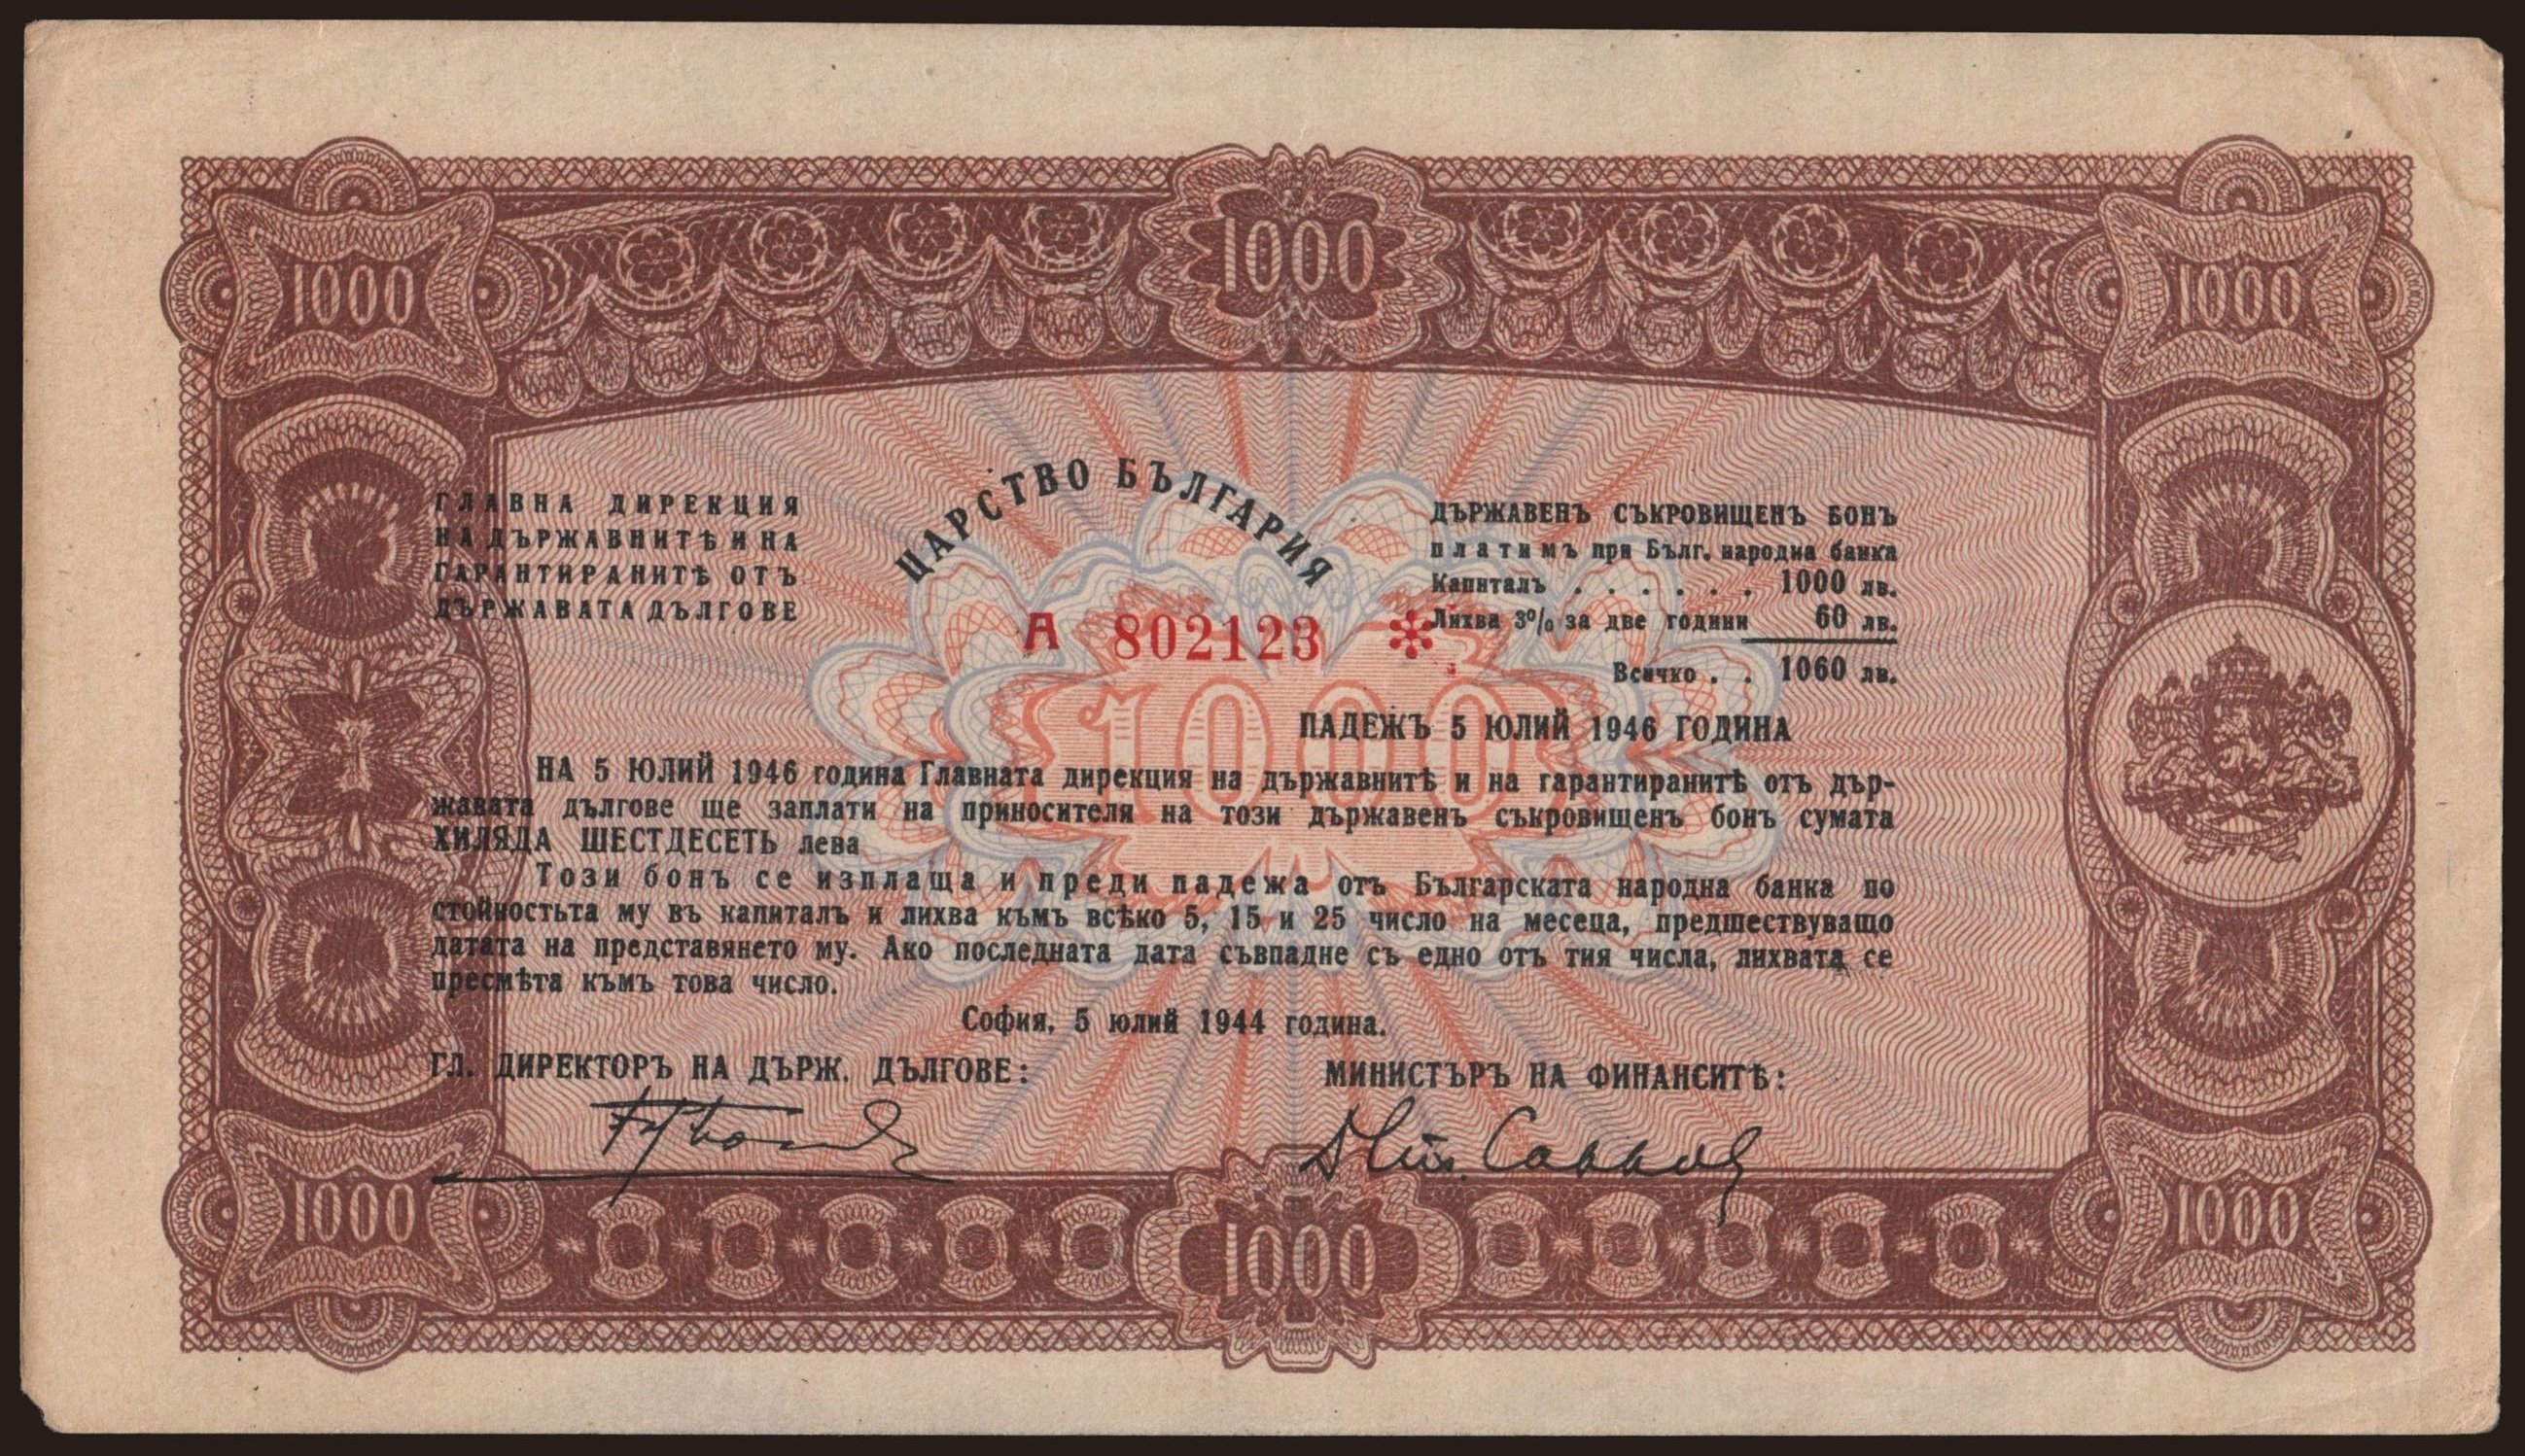 1000
1000
1000
ЦАРСТВО БЪЛГАРИЯ
ГЛАВНА ДИРЕКЦИЯ
НА ДЪРЖАВНИТѢ И НА
ГАРАНТИРАНИТѢ ОТЪ
ДЪРЖАВАТА ДЪЛГОВЕ
А 802123 *
ДЪРЖАВЕНЪ СЪКРОВИЩЕНЪ БОНЪ
платимъ при Бълг. народна банка
Капиталъ . . . . . . 1000 лв.
Лихва 3% за две години 60 лв.
Всичко . . 1060 лв.
1000
ПАДЕЖЪ 5 ЮЛИЙ 1946 ГОДИНА
НА 5 ЮЛИЙ 1946 година Главната дирекция на държавнитѣ и на гарантиранитѣ отъ дър-
жавата дългове ще заплати на приносителя на този държавенъ съкровищенъ бонъ сумата
ХИЛЯДА ШЕСТДЕСЕТЬ лева
Този бонъ се изплаща и преди падежа отъ Българската народна банка по
стойностьта му въ капиталъ и лихва къмъ всѣко 5, 15 и 25 число на месеца, предшествуващо
датата на представянето му. Ако последната дата съвпадне съ едно отъ тия числа, лихвата се
пресмѣта къмъ това число.
София, 5 юлий 1944 година.
ГЛ. ДИРЕКТОРЪ НА ДЪРЖ. ДЪЛГОВЕ:
МИНИСТЪРЪ НА ФИНАНСИТѢ:
1000
1000
1000